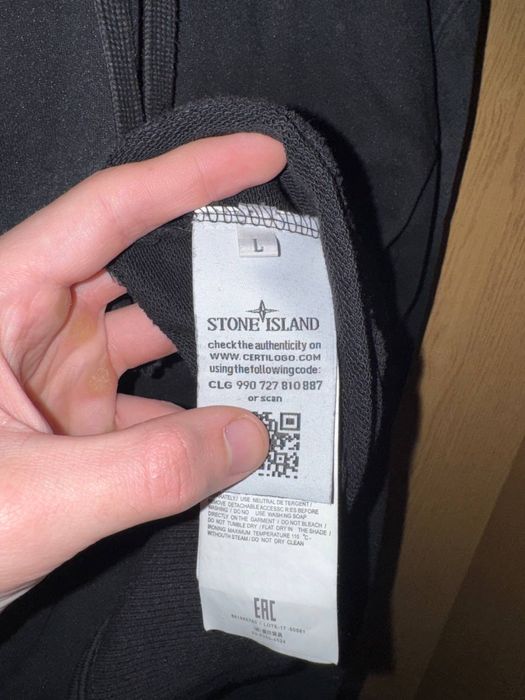 L
STONE ISLAND
check the authenticity on
WWW.CERTILOGO.COM
using the following code:
CLG 990 727 810 887
or scan
USE NEUTRAL DETERGENT /
REMOVE DETACHABLE ACCESSORIES BEFORE
WASHING / DO NO USE WASHING SOAP
DIRECTLY ON THE GARMENT / DO NOT BLEACH /
DO NOT TUMBLE DRY / FLAT DRY IN THE SHADE /
IRONING MAXIMUM TEMPERATURE 110 °C
WITHOUTH STEAM / DO NOT DRY CLEAN
EAC